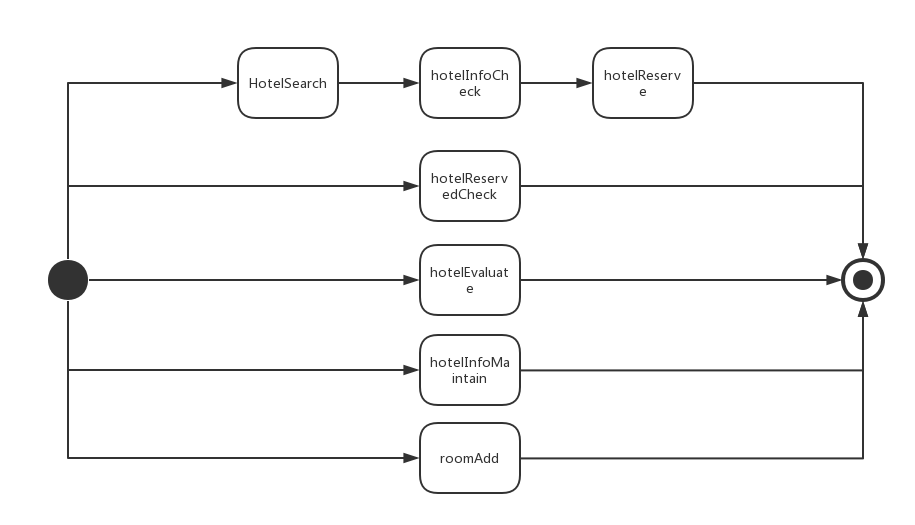 HotelSearch
hotelInfoCh
eck
hotelReserv
e
hotelReserv
edCheck
hotelEvaluat
e
hotelInfoMa
intain
roomAdd